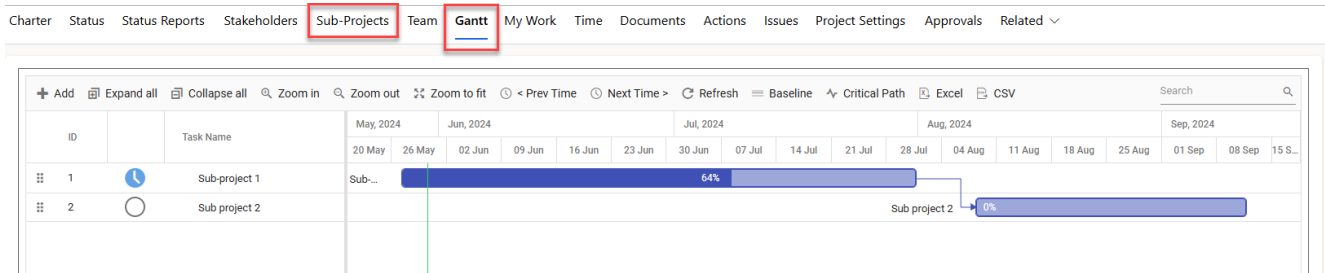 Charter Status Status Reports Stakeholders Sub-Projects Team Gantt My Work Time Documents Actions Issues Project Settings Approvals Related
Add Expand all Collapse all Zoom in Zoom out Zoom to fit < Prev Time Next Time > Refresh Baseline Critical Path Excel CSV Search
ID Task Name May, 2024 Jun, 2024 Jul, 2024 Aug, 2024 Sep, 2024
20 May 26 May 02 Jun 09 Jun 16 Jun 23 Jun 30 Jun 07 Jul 14 Jul 21 Jul 28 Jul 04 Aug 11 Aug 18 Aug 25 Aug 01 Sep 08 Sep 15 S...
1 Sub-project 1 Sub-... 64%
2 Sub project 2 Sub project 2 0%